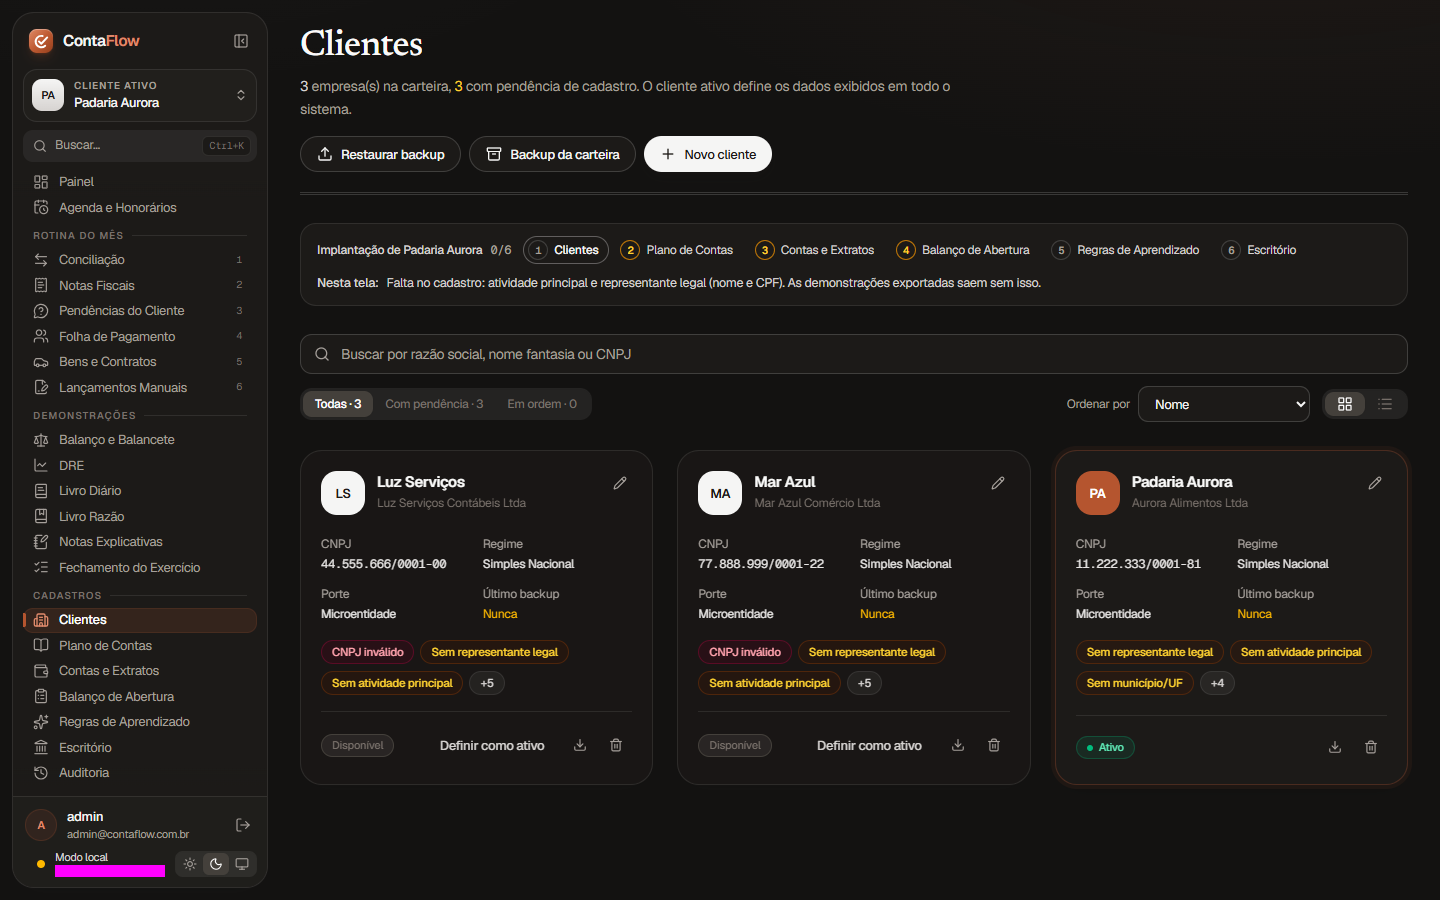 ContaFlow
PA
CLIENTE ATIVO
Padaria Aurora
Buscar...
Ctrl+K
Painel
Agenda e Honorários
ROTINA DO MÊS
Conciliação 1
Notas Fiscais 2
Pendências do Cliente 3
Folha de Pagamento 4
Bens e Contratos 5
Lançamentos Manuais 6
DEMONSTRAÇÕES
Balanço e Balancete
DRE
Livro Diário
Livro Razão
Notas Explicativas
Fechamento do Exercício
CADASTROS
Clientes
Plano de Contas
Contas e Extratos
Balanço de Abertura
Regras de Aprendizado
Escritório
Auditoria
A
admin
admin@contaflow.com.br
Modo local
Clientes
3 empresa(s) na carteira, 3 com pendência de cadastro. O cliente ativo define os dados exibidos em todo o
sistema.
Restaurar backup
Backup da carteira
Novo cliente
Implantação de Padaria Aurora 0/6
1 Clientes
2 Plano de Contas
3 Contas e Extratos
4 Balanço de Abertura
5 Regras de Aprendizado
6 Escritório
Nesta tela: Falta no cadastro: atividade principal e representante legal (nome e CPF). As demonstrações exportadas saem sem isso.
Buscar por razão social, nome fantasia ou CNPJ
Todas · 3
Com pendência · 3
Em ordem · 0
Ordenar por
Nome
LS
Luz Serviços
Luz Serviços Contábeis Ltda
CNPJ
44.555.666/0001-00
Regime
Simples Nacional
Porte
Microentidade
Último backup
Nunca
CNPJ inválido
Sem representante legal
Sem atividade principal
+5
Disponível
Definir como ativo
MA
Mar Azul
Mar Azul Comércio Ltda
CNPJ
77.888.999/0001-22
Regime
Simples Nacional
Porte
Microentidade
Último backup
Nunca
CNPJ inválido
Sem representante legal
Sem atividade principal
+5
Disponível
Definir como ativo
PA
Padaria Aurora
Aurora Alimentos Ltda
CNPJ
11.222.333/0001-81
Regime
Simples Nacional
Porte
Microentidade
Último backup
Nunca
Sem representante legal
Sem atividade principal
Sem município/UF
+4
Ativo